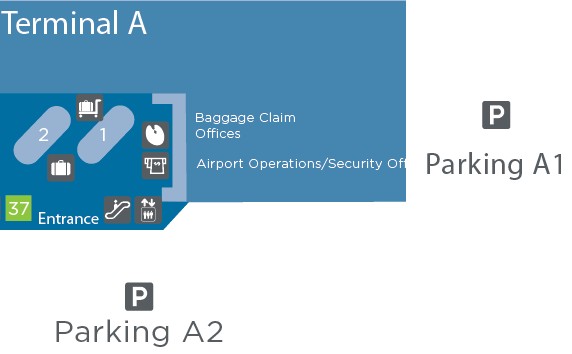 Terminal A
2
1
Baggage Claim
Offices
Airport Operations/Security Off
P
Parking A1
37
Entrance
P
Parking A2